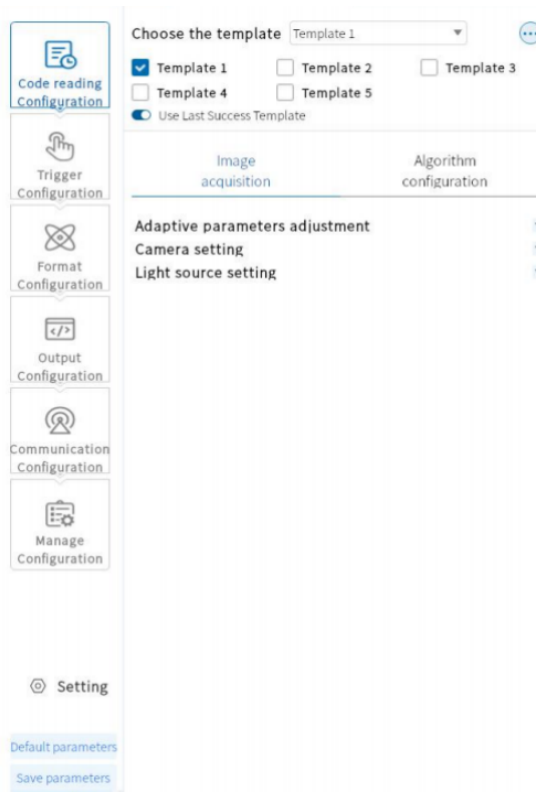 Code reading
Configuration
Trigger
Configuration
Format
Configuration
</>
Output
Configuration
Communication
Configuration
Manage
Configuration
Setting
Default parameters
Save parameters
Choose the template Template 1
Template 1 Template 2 Template 3
Template 4 Template 5
Use Last Success Template
Image
acquisition
Algorithm
configuration
Adaptive parameters adjustment
Camera setting
Light source setting